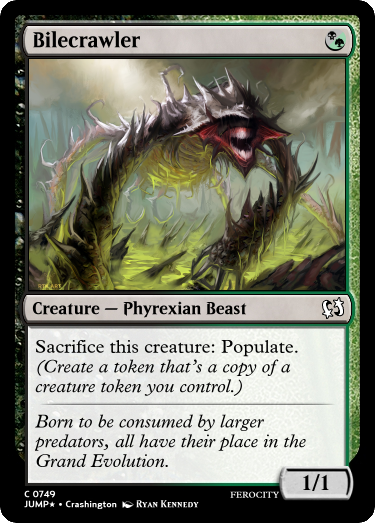 Bilecrawler
Creature — Phyrexian Beast
Sacrifice this creature: Populate.
(Create a token that's a copy of a
creature token you control.)
Born to be consumed by larger
predators, all have their place in the
Grand Evolution.
1/1
C 0749
JUMP★ • Crashington Ryan Kennedy
FEROCITY